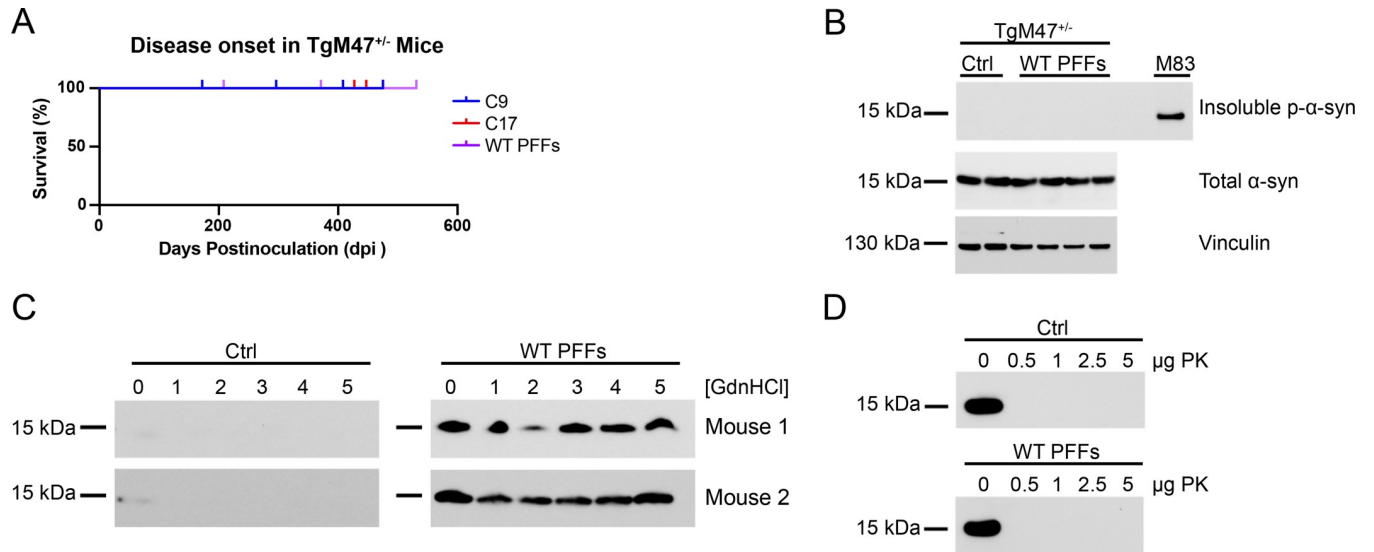 A
Disease onset in TgM47+/- Mice
100
50
0
Survival (%)
0 200 400 600
Days Postinoculation (dpi )
C9
C17
WT PFFs
B
TgM47+/-
Ctrl WT PFFs M83
15 kDa Insoluble p-α-syn
15 kDa Total α-syn
130 kDa Vinculin
C
Ctrl WT PFFs
0 1 2 3 4 5 0 1 2 3 4 5 [GdnHCl]
15 kDa Mouse 1
15 kDa Mouse 2
D
Ctrl
0 0.5 1 2.5 5 µg PK
15 kDa
WT PFFs
0 0.5 1 2.5 5 µg PK
15 kDa